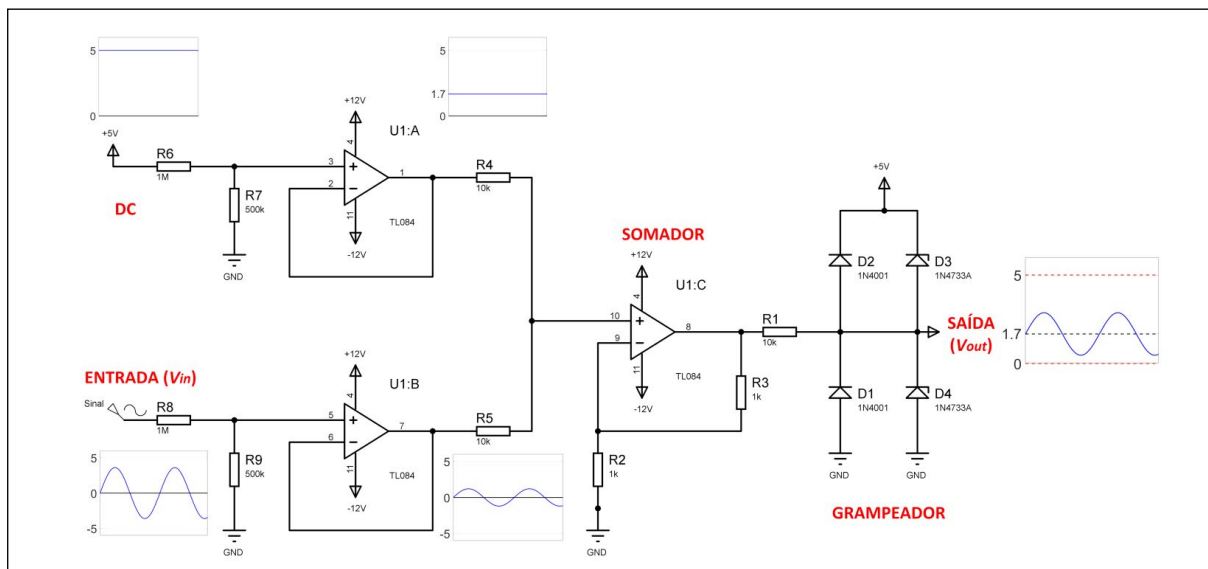 5
0
5
1.7
0
+5V
R6
1M
R7
500k
GND
DC
+12V
4
U1:A
3
2
1
11
TL084
-12V
R4
10k
ENTRADA (Vin)
Sinal
R8
1M
R9
500k
GND
5
0
-5
+12V
4
U1:B
5
6
7
11
TL084
-12V
R5
10k
5
0
-5
SOMADOR
+12V
4
U1:C
10
9
8
11
TL084
-12V
R3
1k
R2
1k
GND
R1
10k
+5V
D2
1N4001
D3
1N4733A
D1
1N4001
D4
1N4733A
GND
GND
GRAMPEADOR
SAÍDA
(Vout)
5
1.7
0